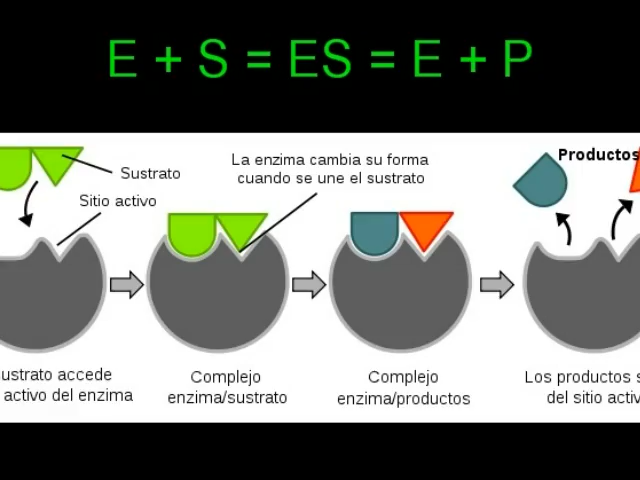 E + S = ES = E + P
Productos
Sustrato
La enzima cambia su forma
cuando se une el sustrato
Sitio activo
ustrato accede
activo del enzima
Complejo
enzima/sustrato
Complejo
enzima/productos
Los productos s
del sitio activ